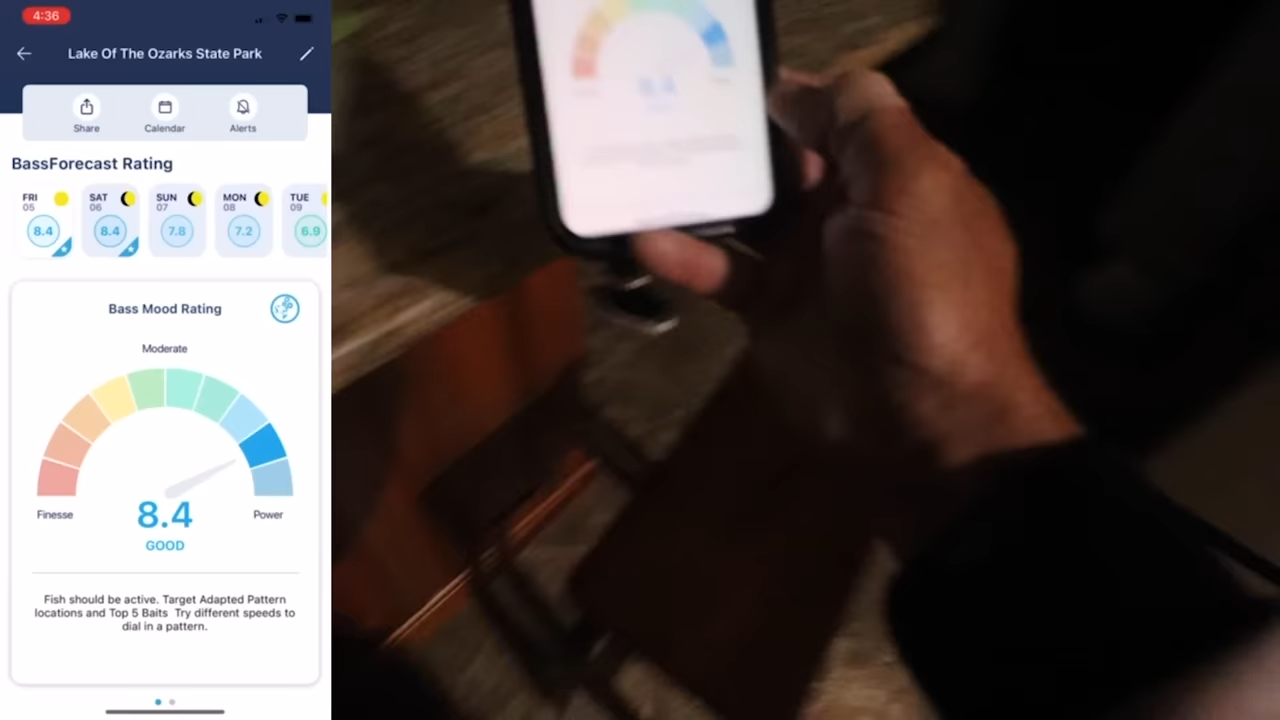 4:36
Lake Of The Ozarks State Park
Share Calendar Alerts
BassForecast Rating
FRI SAT SUN MON TUE
05 06 07 08 09
8.4 8.4 7.8 7.2 6.9
Bass Mood Rating
Moderate
Finesse Power
8.4
GOOD
Fish should be active. Target Adapted Pattern
locations and Top 5 Baits Try different speeds to
dial in a pattern.